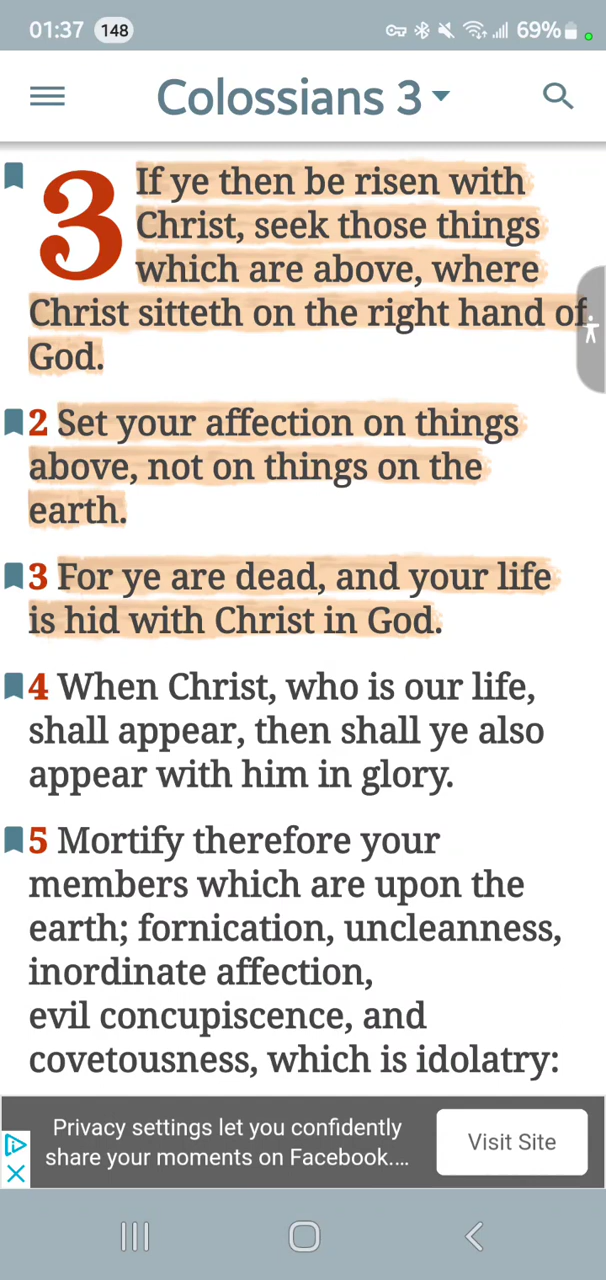 01:37 148 69%
Colossians 3
3 If ye then be risen with
Christ, seek those things
which are above, where
Christ sitteth on the right hand of
God.
2 Set your affection on things
above, not on things on the
earth.
3 For ye are dead, and your life
is hid with Christ in God.
4 When Christ, who is our life,
shall appear, then shall ye also
appear with him in glory.
5 Mortify therefore your
members which are upon the
earth; fornication, uncleanness,
inordinate affection,
evil concupiscence, and
covetousness, which is idolatry:
Privacy settings let you confidently
share your moments on Facebook....
Visit Site